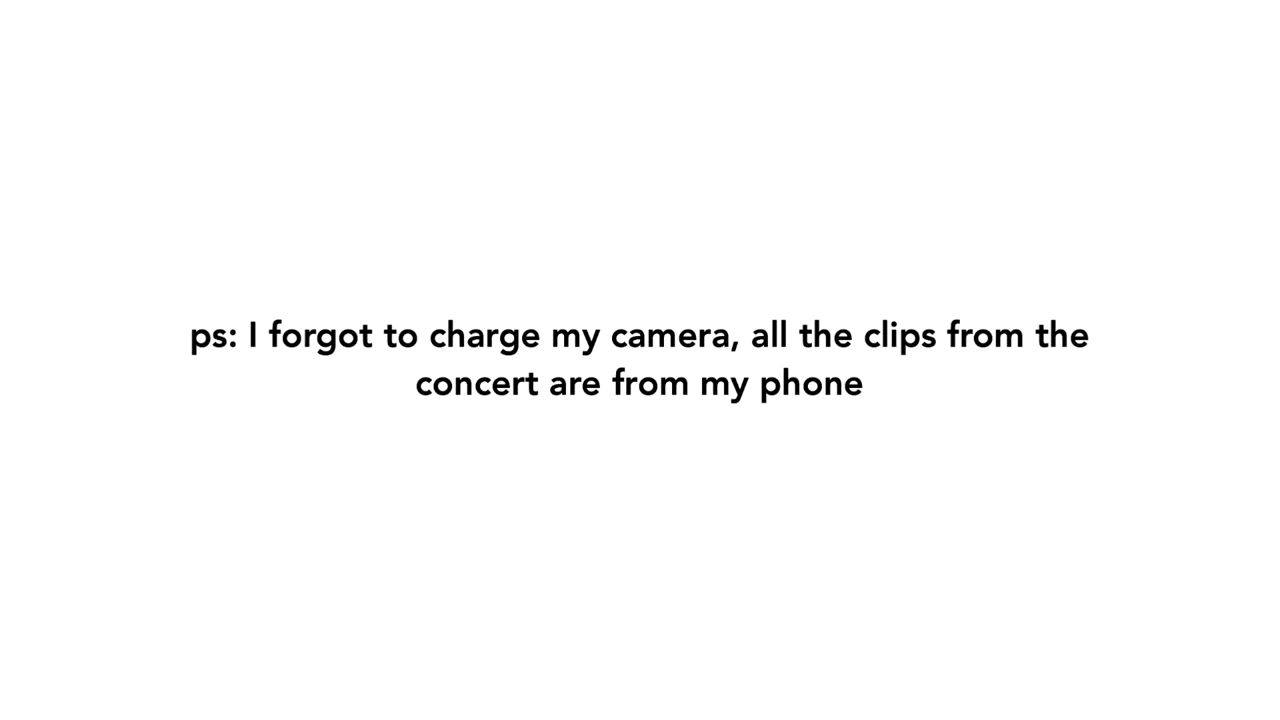 ps: I forgot to charge my camera, all the clips from the
concert are from my phone